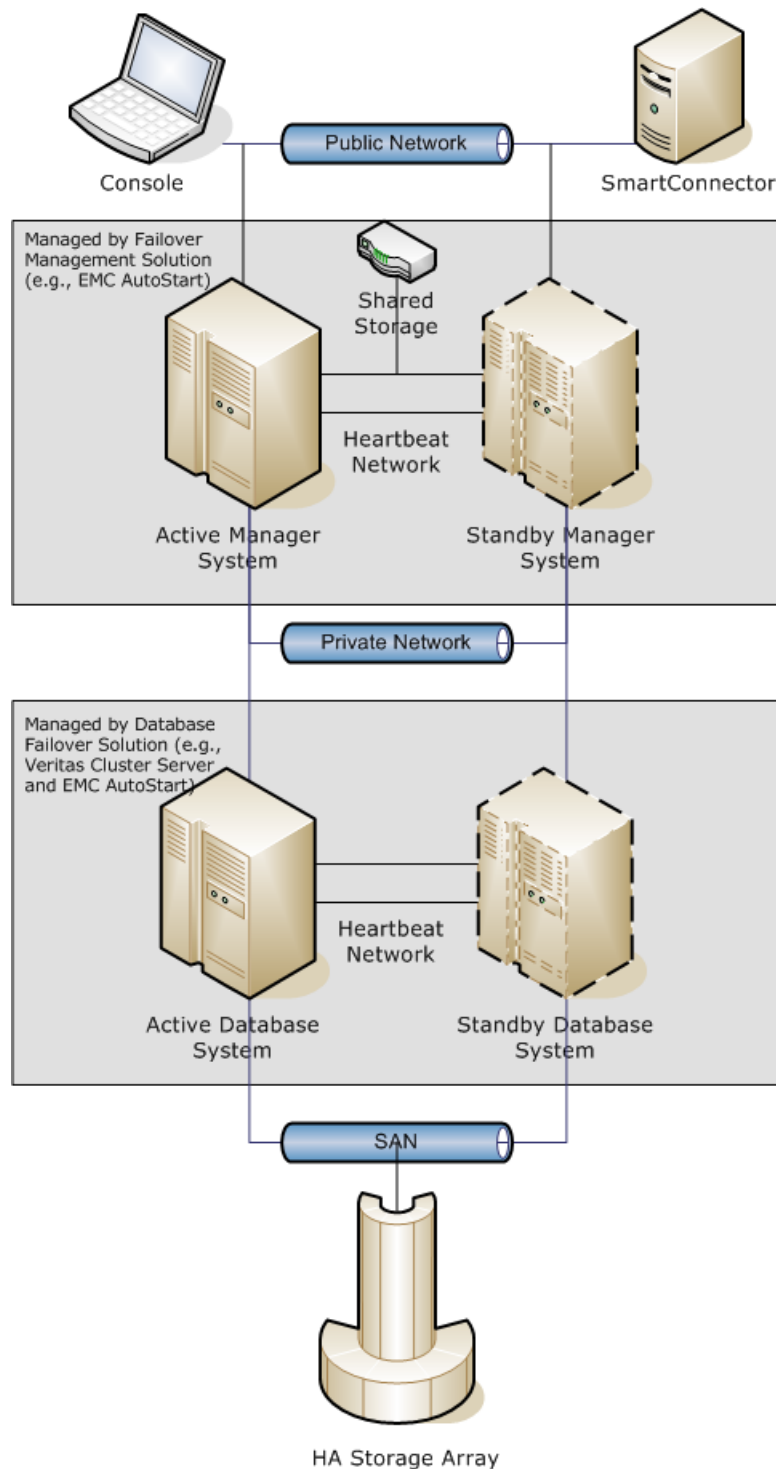 Public Network
Console
SmartConnector
Managed by Failover
Management Solution
(e.g., EMC AutoStart)
Shared
Storage
Heartbeat
Network
Active Manager
System
Standby Manager
System
Private Network
Managed by Database
Failover Solution (e.g.,
Veritas Cluster Server
and EMC AutoStart)
Heartbeat
Network
Active Database
System
Standby Database
System
SAN
HA Storage Array